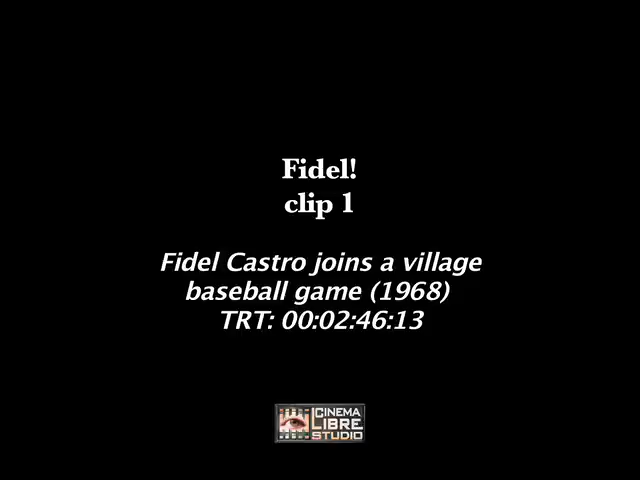 Fidel!
clip 1
Fidel Castro joins a village
baseball game (1968)
TRT: 00:02:46:13
CINEMA
LIBRE
STUDIO